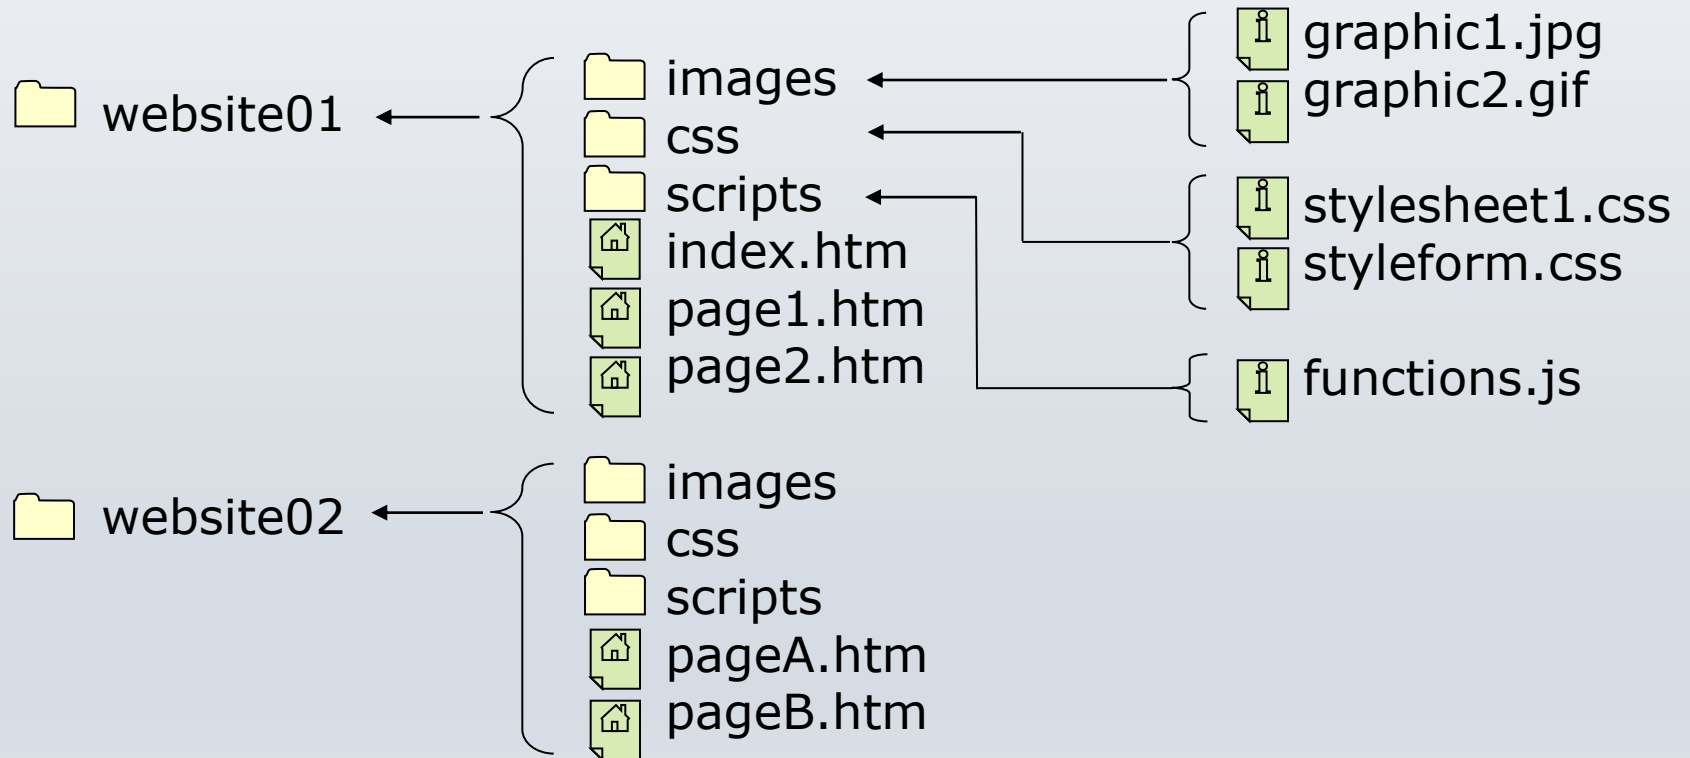 website01
images
css
scripts
index.htm
page1.htm
page2.htm
graphic1.jpg
graphic2.gif
stylesheet1.css
styleform.css
functions.js
website02
images
css
scripts
pageA.htm
pageB.htm